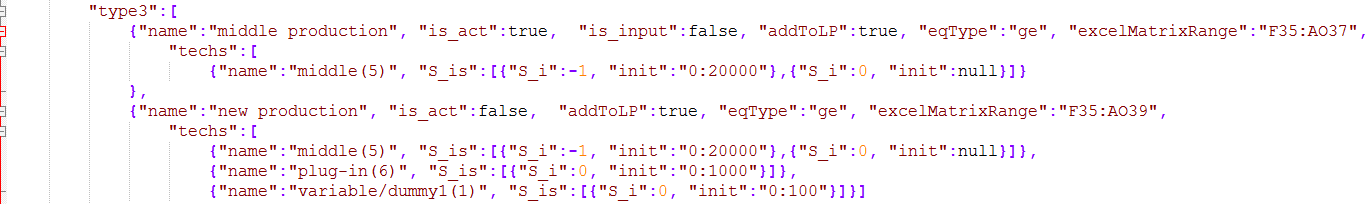 "type3":[
{"name":"middle production", "is_act":true,  "is_input":false, "addToLP":true, "eqType":"ge", "excelMatrixRange":"F35:AO37",
"techs":[
{"name":"middle(5)", "S_is":[{"S_i":-1, "init":"0:20000"},{"S_i":0, "init":null}]}
},
{"name":"new production", "is_act":false,  "addToLP":true, "eqType":"ge", "excelMatrixRange":"F35:AO39",
"techs":[
{"name":"middle(5)", "S_is":[{"S_i":-1, "init":"0:20000"},{"S_i":0, "init":null}]},
{"name":"plug-in(6)", "S_is":[{"S_i":0, "init":"0:1000"}]},
{"name":"variable/dummy1(1)", "S_is":[{"S_i":0, "init":"0:100"}]}]